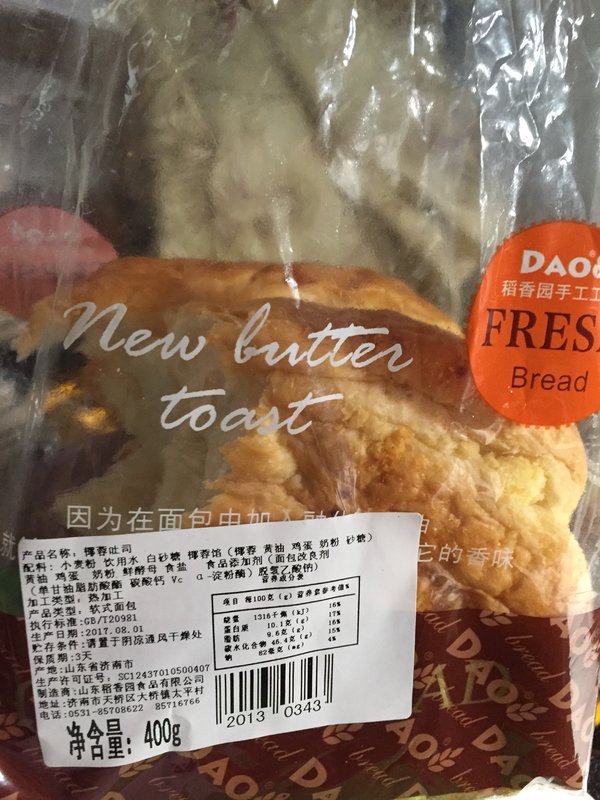 DAO
稻香园手工
FRES
Bread
New butter
toast
因为在面包中加入
它的香味
产品名称：椰蓉吐司
配料：小麦粉 饮用水 白砂糖 椰蓉馅（椰蓉 黄油 鸡蛋 奶粉 砂糖）
黄油 鸡蛋 奶粉 鲜酵母 食盐 食品添加剂（面包改良剂
（单甘油脂肪酸酯 碳酸钙 Vc α-淀粉酶）脱氢乙酸钠）
加工类型：热加工
产品类型：软式面包
执行标准:GB/T20981
生产日期:2017.08.01
贮存条件:请置于阴凉通风干燥处
保质期:3天
产地:山东省济南市
生产许可证号：SC12437010500407
制造商:山东稻香园食品有限公司
地址:济南市天桥区大桥镇太平村
电话:0531-85708622 85716766
净含量：400g
营养成分表
项目 每100克(g) 营养素参考值%
能量 1316千焦(kJ) 16%
蛋白质 10.1克(g) 17%
脂肪 9.6克(g) 16%
碳水化合物 46.4克(g) 15%
钠 82毫克(mg) 4%
2013 0343
DAO
bread
DAO
bread
DAO
bread